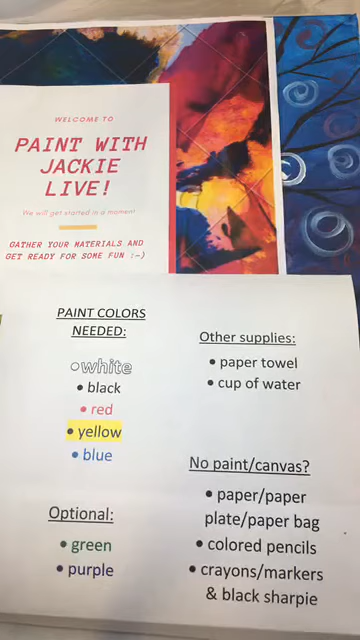 WELCOME TO
PAINT WITH
JACKIE
LIVE!
We will get started in a moment
GATHER YOUR MATERIALS AND
GET READY FOR SOME FUN :-)
PAINT COLORS
NEEDED:
○white
• black
• red
• yellow
• blue
Optional:
• green
• purple
Other supplies:
• paper towel
• cup of water
No paint/canvas?
• paper/paper
plate/paper bag
• colored pencils
• crayons/markers
& black sharpie